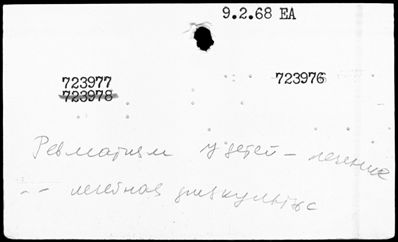 9.2.68 EA
723977 723976
723978
Ревматизм у детей – лечение
-- лечебная физкультура